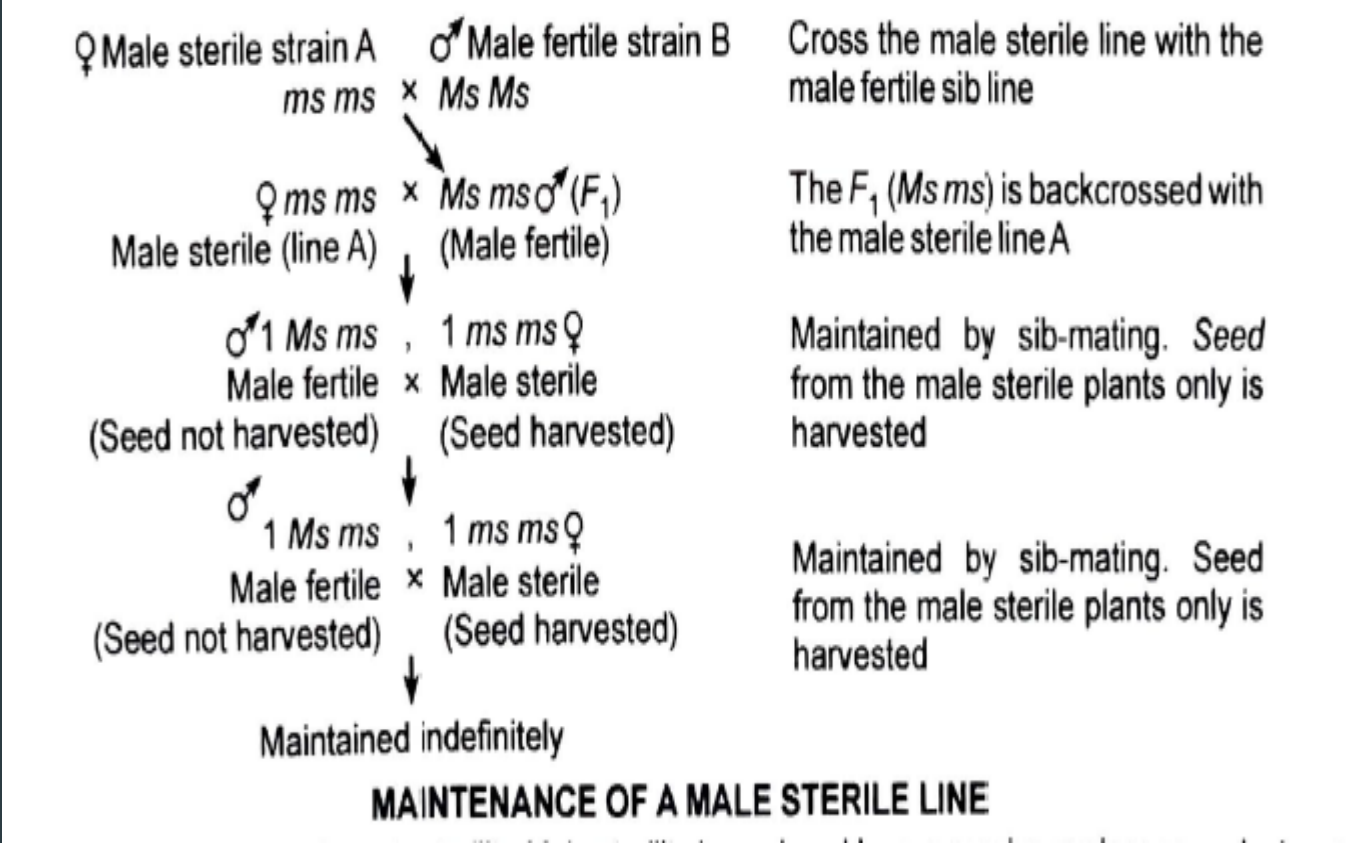 ♀ Male sterile strain A ♂ Male fertile strain B
ms ms × Ms Ms
Cross the male sterile line with the
male fertile sib line
♀ ms ms × Ms ms ♂ (F₁)
Male sterile (line A) (Male fertile)
The F₁ (Ms ms) is backcrossed with
the male sterile line A
♂ 1 Ms ms , 1 ms ms ♀
Male fertile × Male sterile
(Seed not harvested) (Seed harvested)
Maintained by sib-mating. Seed
from the male sterile plants only is
harvested
♂
1 Ms ms , 1 ms ms ♀
Male fertile × Male sterile
(Seed not harvested) (Seed harvested)
Maintained by sib-mating. Seed
from the male sterile plants only is
harvested
Maintained indefinitely
MAINTENANCE OF A MALE STERILE LINE